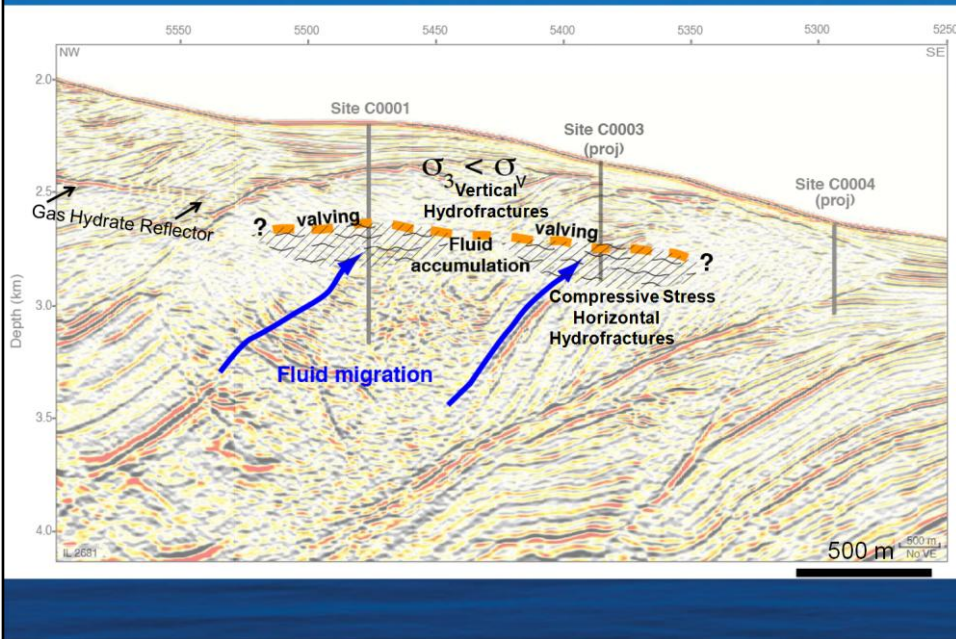 5550 5500 5450 5400 5350 5300 5250
NW SE
2.0
Site C0001
Site C0003
(proj)
σ3 < σv
2.5
Site C0004
(proj)
Vertical
Hydrofractures
Gas Hydrate Reflector
?
valving
valving
Fluid
accumulation
?
Compressive Stress
Horizontal
Hydrofractures
Depth (km)
3.0
Fluid migration
3.5
4.0
IL 2681
500 m
500 m
No VE